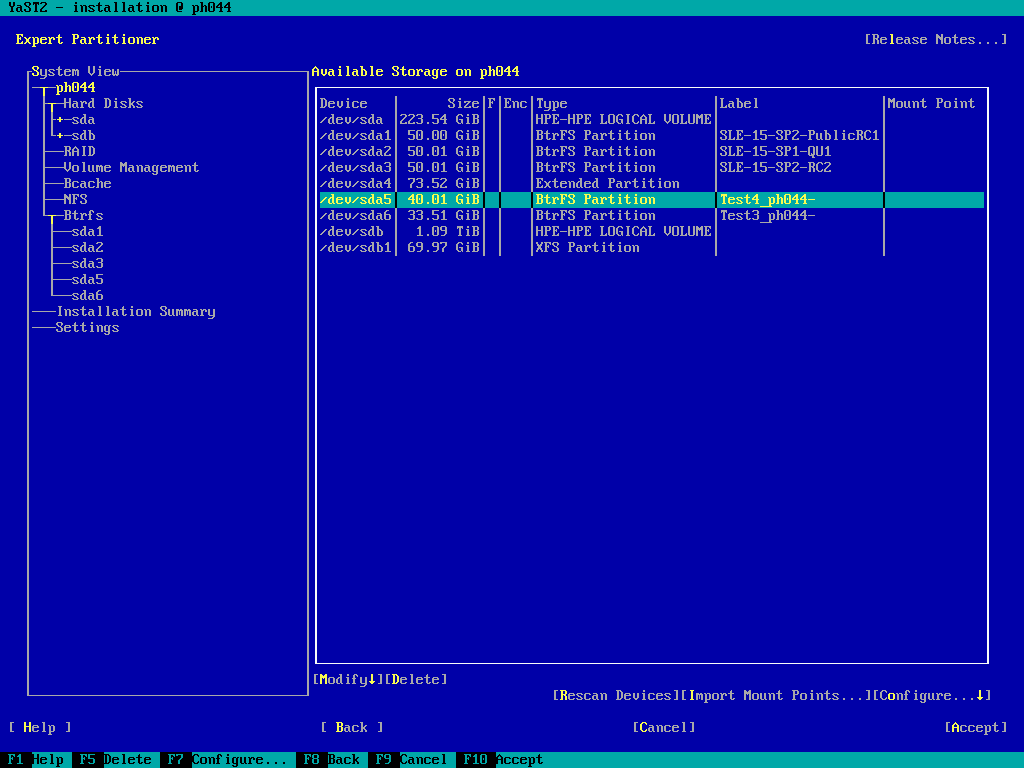 YaST2 - installation @ ph044
Expert Partitioner [Release Notes...]
System View
ph044
Hard Disks
+-sda
+-sdb
RAID
Volume Management
Bcache
NFS
Btrfs
sda1
sda2
sda3
sda5
sda6
Installation Summary
Settings
Available Storage on ph044
Device | Size|F|Enc|Type |Label |Mount Point
/dev/sda |223.54 GiB| | |HPE-HPE LOGICAL VOLUME| |
/dev/sda1| 50.00 GiB| | |BtrFS Partition |SLE-15-SP2-PublicRC1|
/dev/sda2| 50.01 GiB| | |BtrFS Partition |SLE-15-SP1-QU1 |
/dev/sda3| 50.01 GiB| | |BtrFS Partition |SLE-15-SP2-RC2 |
/dev/sda4| 73.52 GiB| | |Extended Partition | |
/dev/sda5| 40.01 GiB| | |BtrFS Partition |Test4_ph044- |
/dev/sda6| 33.51 GiB| | |BtrFS Partition |Test3_ph044- |
/dev/sdb | 1.09 TiB| | |HPE-HPE LOGICAL VOLUME| |
/dev/sdb1| 69.97 GiB| | |XFS Partition | |
[Modify↓][Delete]
[Rescan Devices][Import Mount Points...][Configure...↓]
[ Help ] [ Back ] [Cancel] [Accept]
F1 Help F5 Delete F7 Configure... F8 Back F9 Cancel F10 Accept